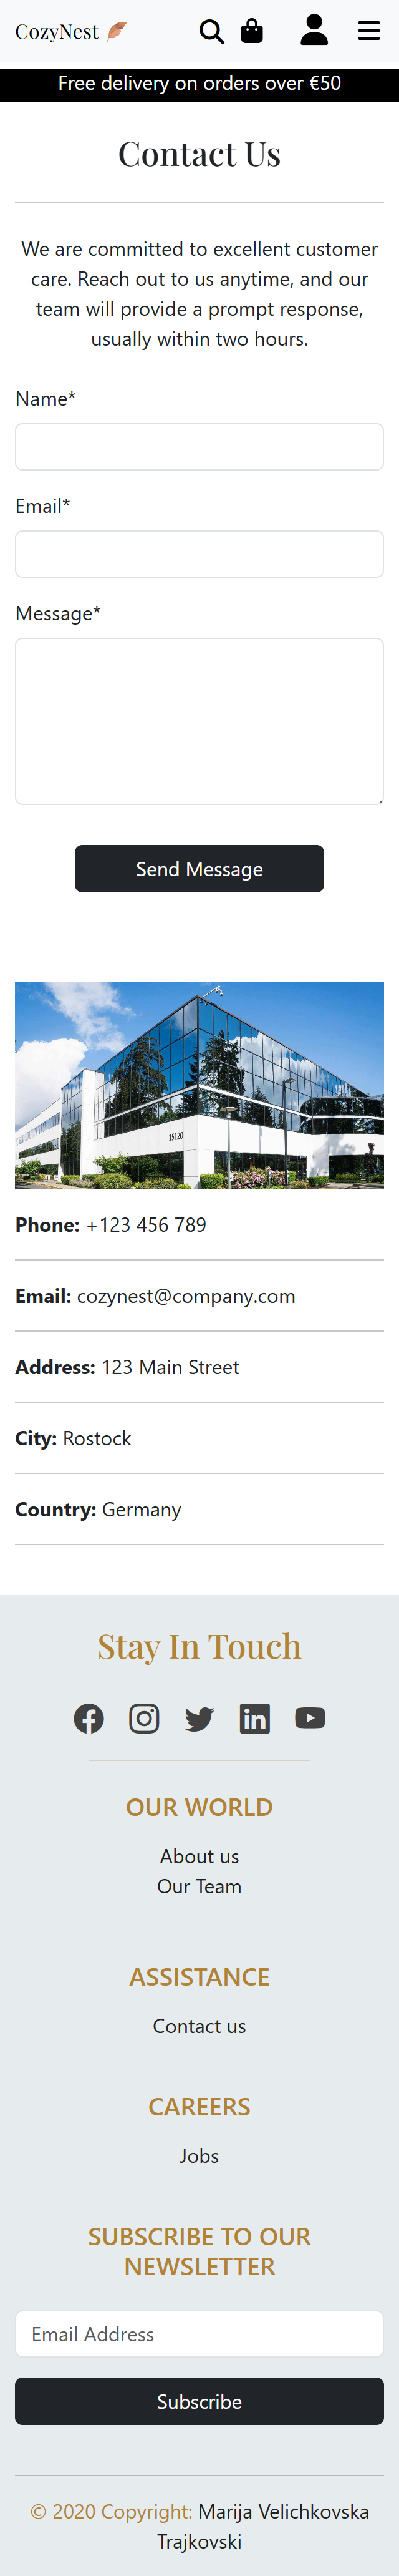 CozyNest
Free delivery on orders over €50
Contact Us
We are committed to excellent customer
care. Reach out to us anytime, and our
team will provide a prompt response,
usually within two hours.
Name*
Email*
Message*
Send Message
15120
Phone: +123 456 789
Email: cozynest@company.com
Address: 123 Main Street
City: Rostock
Country: Germany
Stay In Touch
OUR WORLD
About us
Our Team
ASSISTANCE
Contact us
CAREERS
Jobs
SUBSCRIBE TO OUR
NEWSLETTER
Email Address
Subscribe
© 2020 Copyright: Marija Velichkovska
Trajkovski